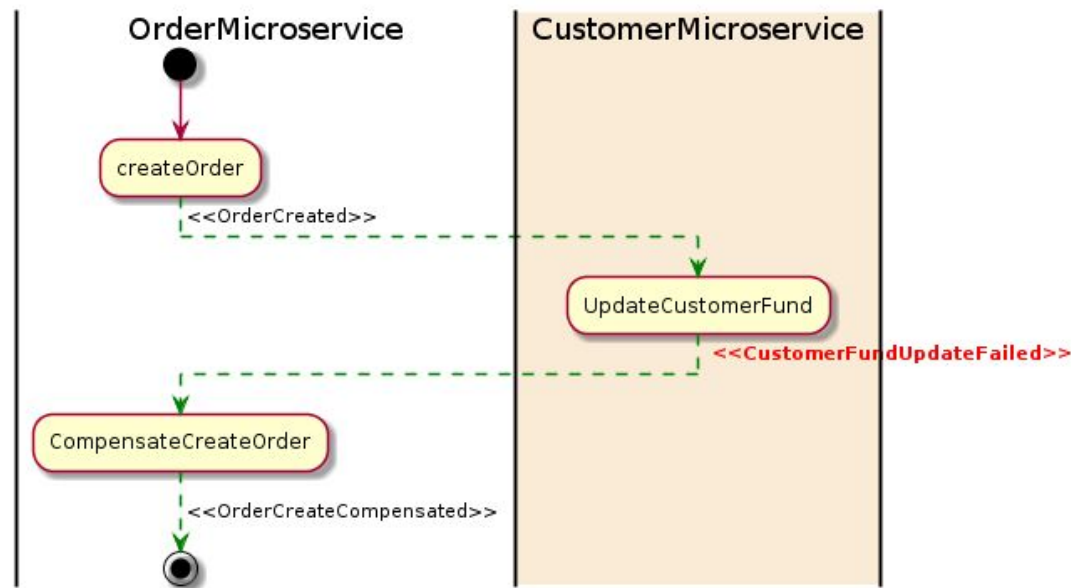 OrderMicroservice
CustomerMicroservice
createOrder
<<OrderCreated>>
UpdateCustomerFund
<<CustomerFundUpdateFailed>>
CompensateCreateOrder
<<OrderCreateCompensated>>